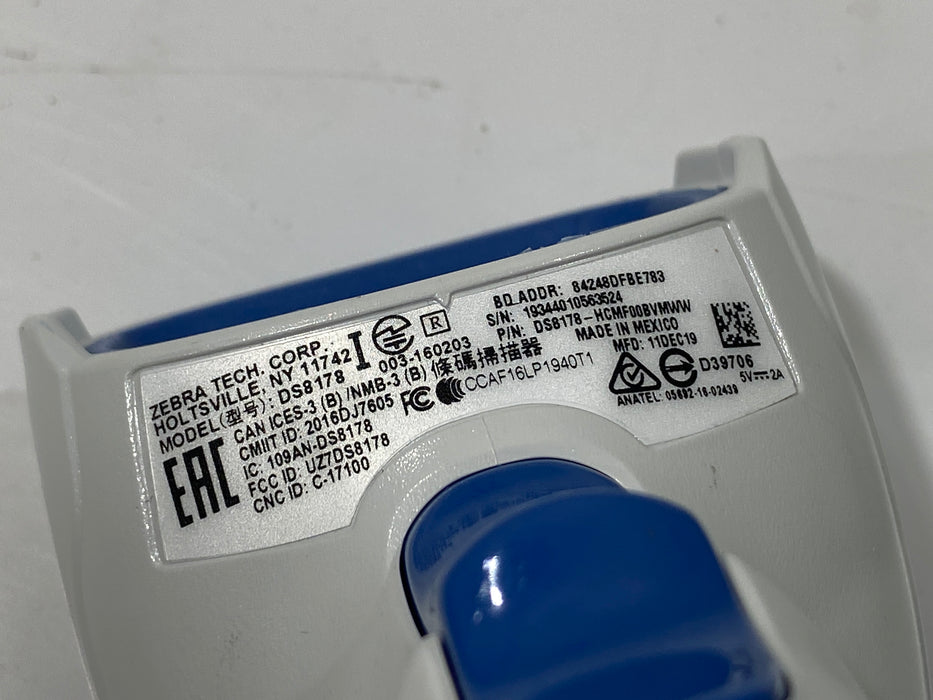 ZEBRA TECH. CORP.
HOLTSVILLE, NY 11742
MODEL(型号): DS8178
003-160203
R
CAN ICES-3 (B) /NMB-3 (B) 條碼掃描器
CMIIT ID: 2016DJ7605
FC
CCAF16LP1940T1
IC: 109AN-DS8178
FCC ID: UZ7DS8178
CNC ID: C-17100
EAC
BD_ADDR: 84248DFBE783
S/N: 19344010563524
P/N: DS8178-HCMF00BVMWW
MADE IN MEXICO
MFD: 11DEC19
D39706
5V⎓2A
ANATEL: 05692-16-02439